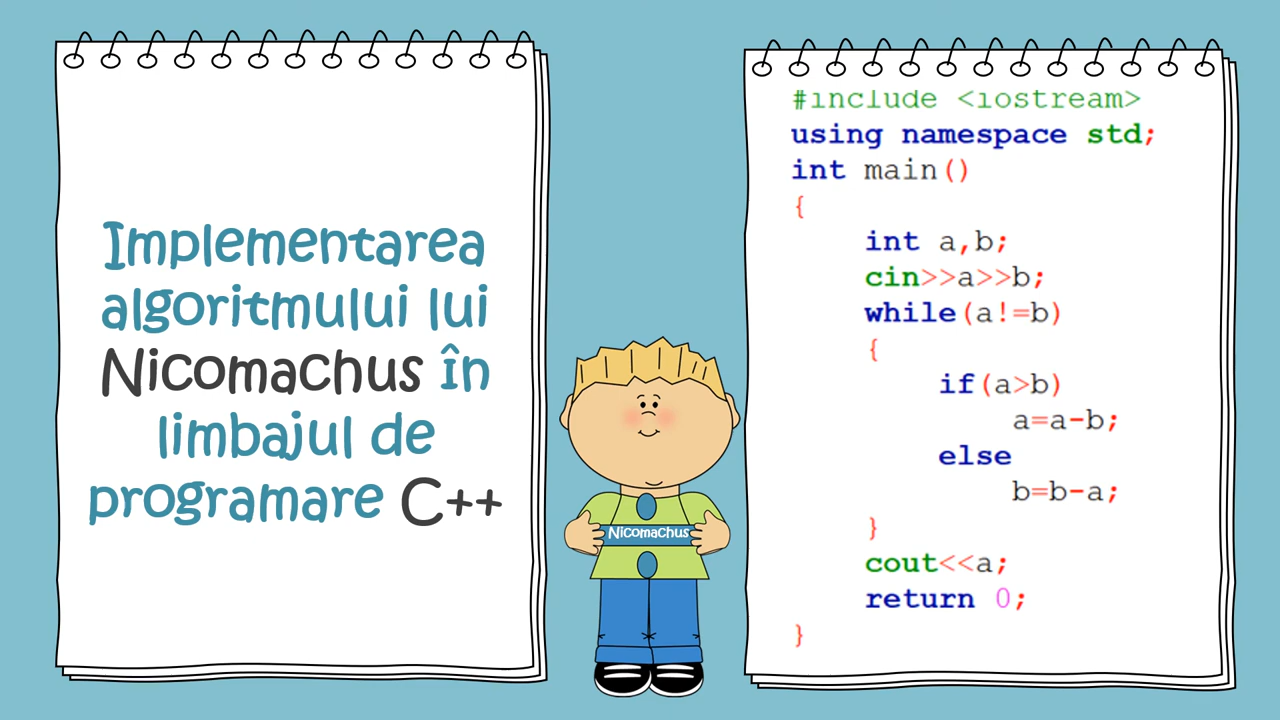 Implementarea
algoritmului lui
Nicomachus în
limbajul de
programare C++
Nicomachus
#include <iostream>
using namespace std;
int main()
{
    int a,b;
    cin>>a>>b;
    while(a!=b)
    {
        if(a>b)
            a=a-b;
        else
            b=b-a;
    }
    cout<<a;
    return 0;
}